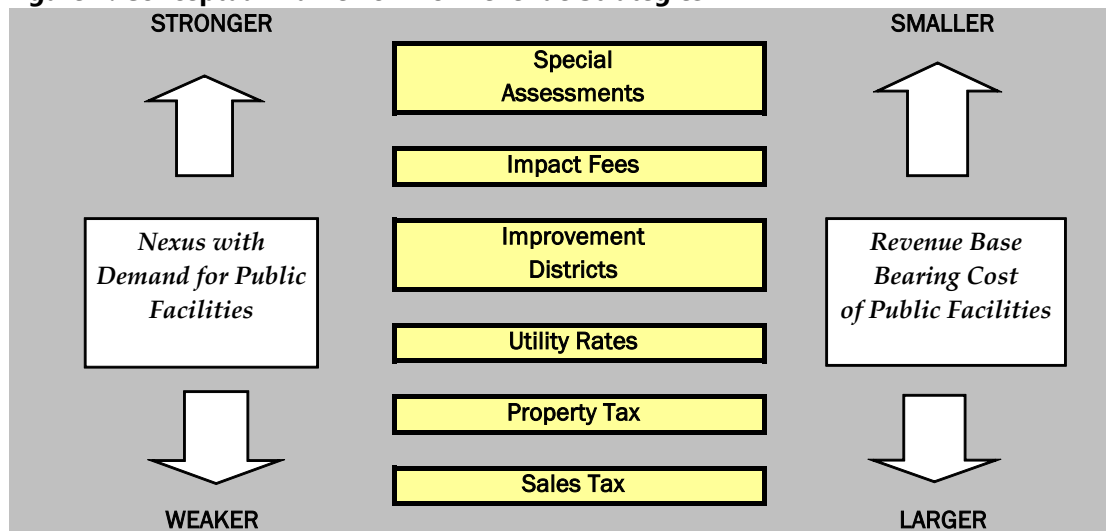 STRONGER
SMALLER
Special
Assessments
Impact Fees
Nexus with
Demand for Public
Facilities
Improvement
Districts
Revenue Base
Bearing Cost
of Public Facilities
Utility Rates
Property Tax
Sales Tax
WEAKER
LARGER